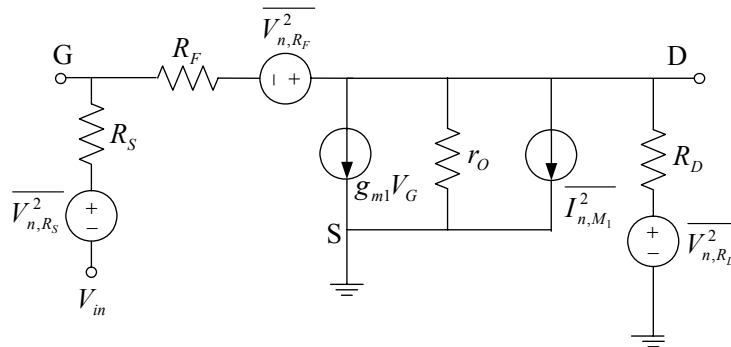 $\overline{V_{n,R_F}^2}$
G
$R_F$
D
$R_S$
$g_{m1}V_G$
$r_O$
$\overline{I_{n,M_1}^2}$
$R_D$
$\overline{V_{n,R_S}^2}$
S
$\overline{V_{n,R_D}^2}$
$V_{in}$